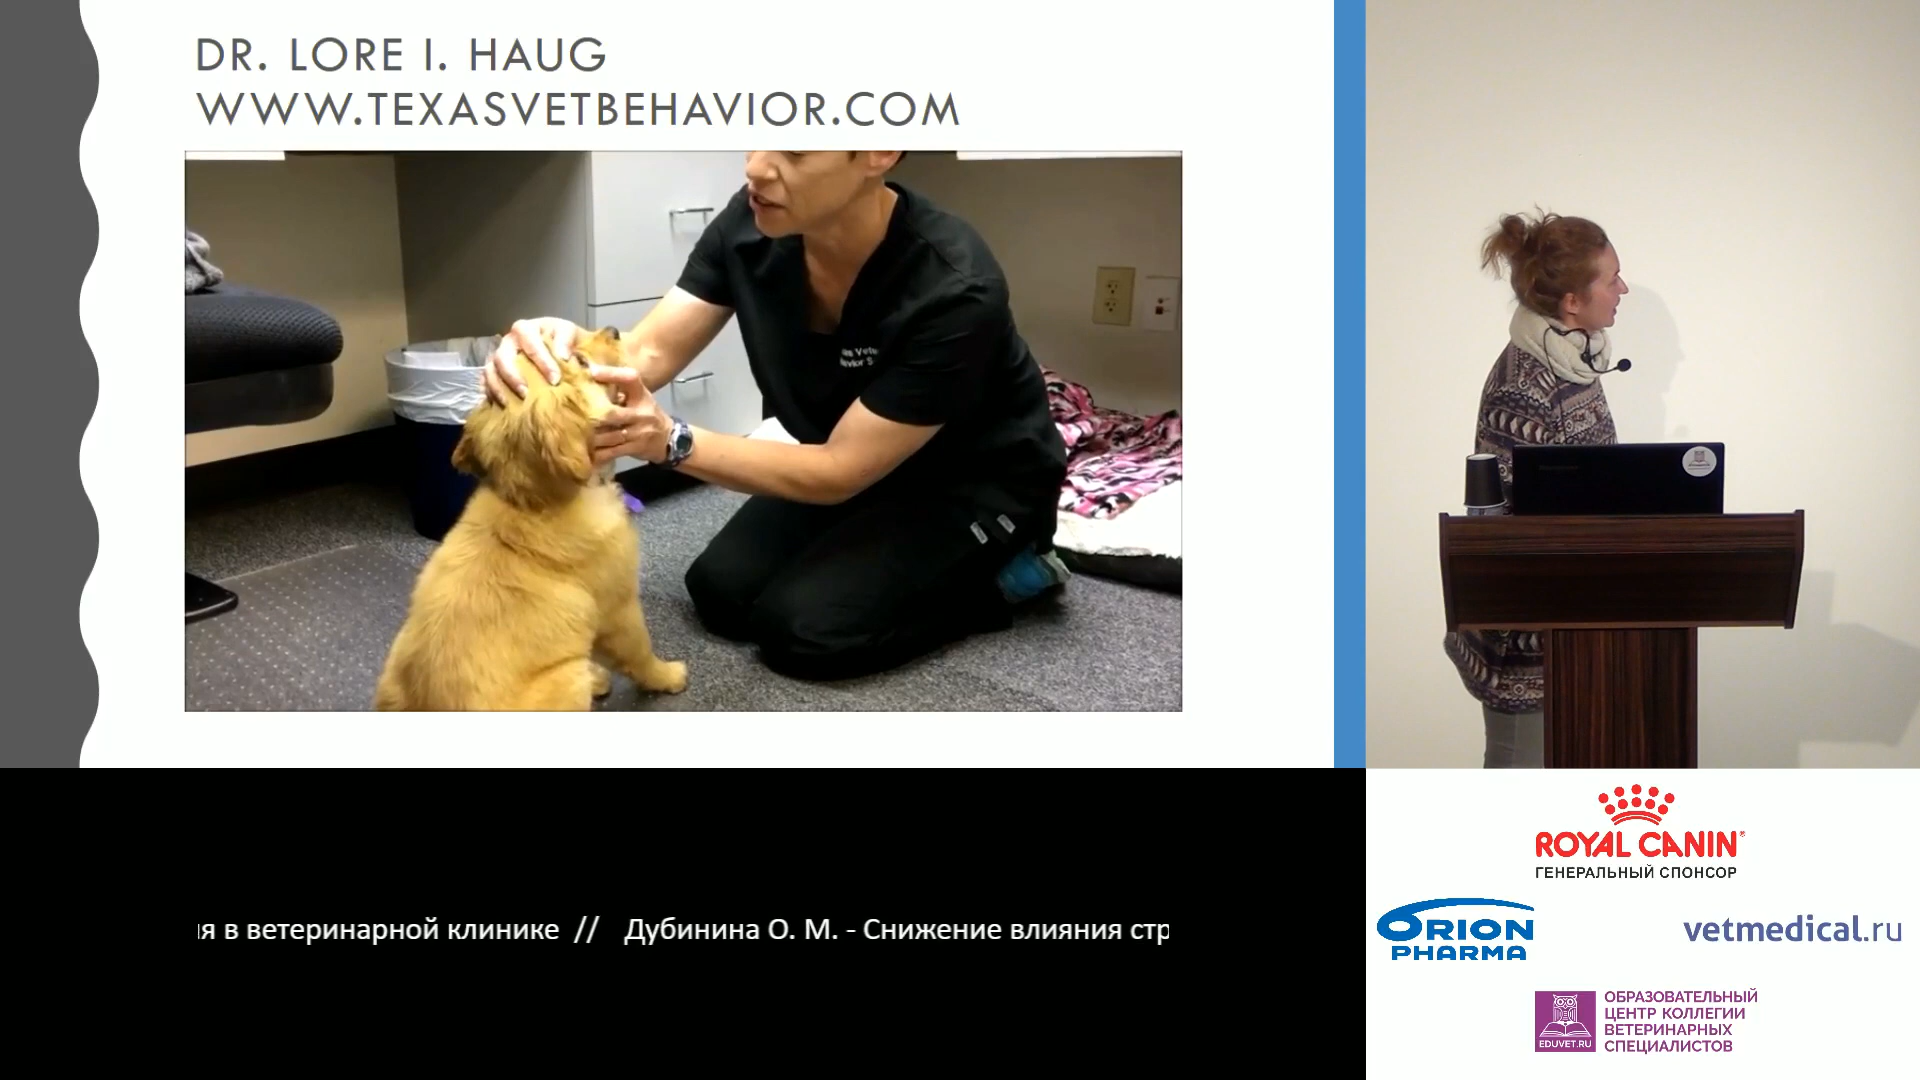 DR. LORE I. HAUG
WWW.TEXASVETBEHAVIOR.COM
я в ветеринарной клинике // Дубинина О. М. - Снижение влияния стр
ROYAL CANIN
ГЕНЕРАЛЬНЫЙ СПОНСОР
ORION
PHARMA
vetmedical.ru
EDUVET.RU
ОБРАЗОВАТЕЛЬНЫЙ
ЦЕНТР КОЛЛЕГИИ
ВЕТЕРИНАРНЫХ
СПЕЦИАЛИСТОВ